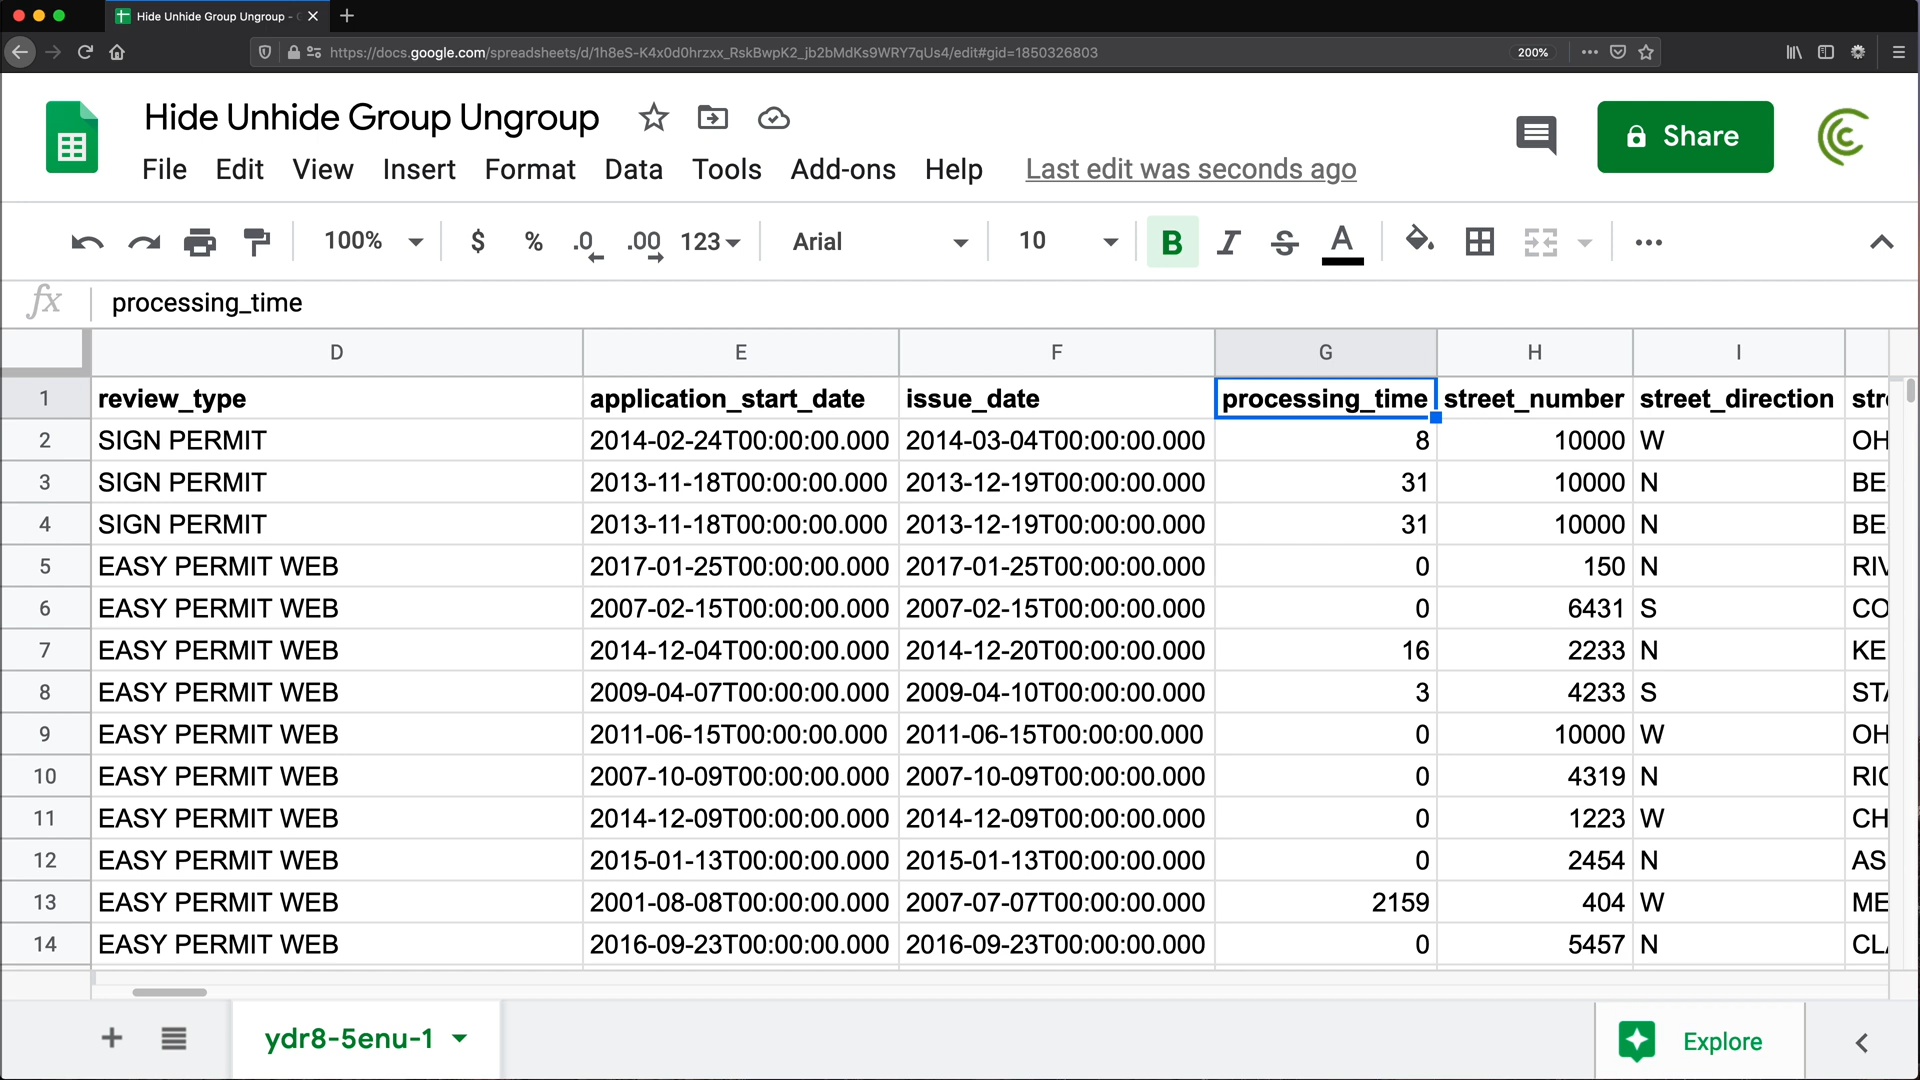 Hide Unhide Group Ungroup -
https://docs.google.com/spreadsheets/d/1h8eS-K4x0d0hrzxx_RskBwpK2_jb2bMdKs9WRY7qUs4/edit#gid=1850326803 200%
Hide Unhide Group Ungroup
Share
File Edit View Insert Format Data Tools Add-ons Help Last edit was seconds ago
100% $ % .0 .00 123 Arial 10 B I S A
fx processing_time
D E F G H I
1 review_type application_start_date issue_date processing_time street_number street_direction stre
2 SIGN PERMIT 2014-02-24T00:00:00.000 2014-03-04T00:00:00.000 8 10000 W OH
3 SIGN PERMIT 2013-11-18T00:00:00.000 2013-12-19T00:00:00.000 31 10000 N BE
4 SIGN PERMIT 2013-11-18T00:00:00.000 2013-12-19T00:00:00.000 31 10000 N BE
5 EASY PERMIT WEB 2017-01-25T00:00:00.000 2017-01-25T00:00:00.000 0 150 N RIV
6 EASY PERMIT WEB 2007-02-15T00:00:00.000 2007-02-15T00:00:00.000 0 6431 S CO
7 EASY PERMIT WEB 2014-12-04T00:00:00.000 2014-12-20T00:00:00.000 16 2233 N KE
8 EASY PERMIT WEB 2009-04-07T00:00:00.000 2009-04-10T00:00:00.000 3 4233 S STA
9 EASY PERMIT WEB 2011-06-15T00:00:00.000 2011-06-15T00:00:00.000 0 10000 W OH
10 EASY PERMIT WEB 2007-10-09T00:00:00.000 2007-10-09T00:00:00.000 0 4319 N RIC
11 EASY PERMIT WEB 2014-12-09T00:00:00.000 2014-12-09T00:00:00.000 0 1223 W CH
12 EASY PERMIT WEB 2015-01-13T00:00:00.000 2015-01-13T00:00:00.000 0 2454 N AS
13 EASY PERMIT WEB 2001-08-08T00:00:00.000 2007-07-07T00:00:00.000 2159 404 W ME
14 EASY PERMIT WEB 2016-09-23T00:00:00.000 2016-09-23T00:00:00.000 0 5457 N CLA
ydr8-5enu-1 Explore